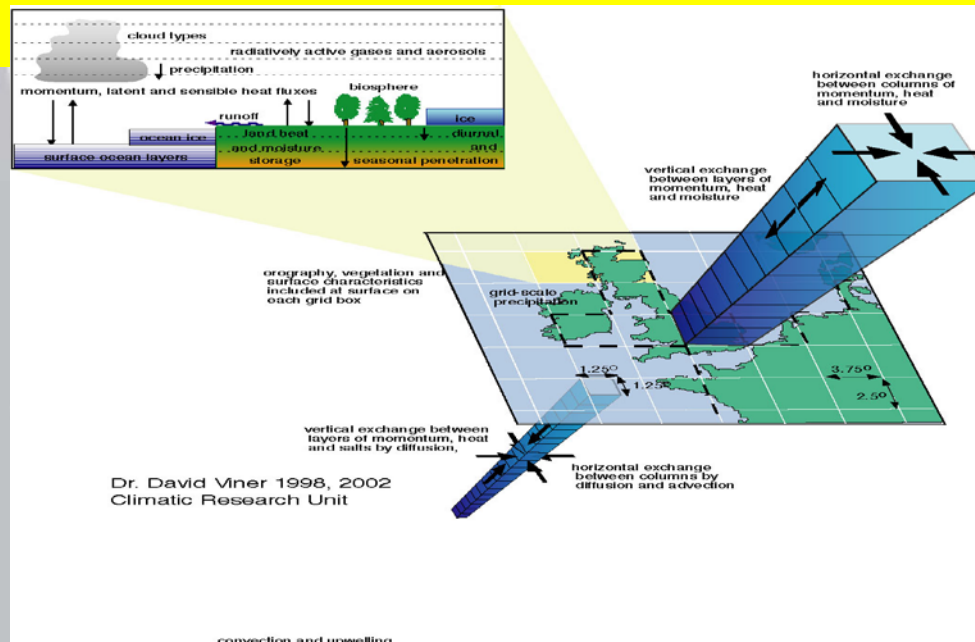 cloud types
radiatively active gases and aerosols
precipitation
momentum, latent and sensible heat fluxes
biosphere
runoff
ice
ocean ice
land heat
and moisture
storage
diurnal
and
seasonal penetration
surface ocean layers
horizontal exchange
between columns of
momentum, heat
and moisture
vertical exchange
between layers of
momentum, heat
and moisture
orography, vegetation and
surface characteristics
included at surface on
each grid box
grid-scale
precipitation
1.25°
1.25°
3.75°
2.5°
vertical exchange between
layers of momentum, heat
and salts by diffusion,
horizontal exchange
between columns by
diffusion and advection
Dr. David Viner 1998, 2002
Climatic Research Unit
convection and upwelling